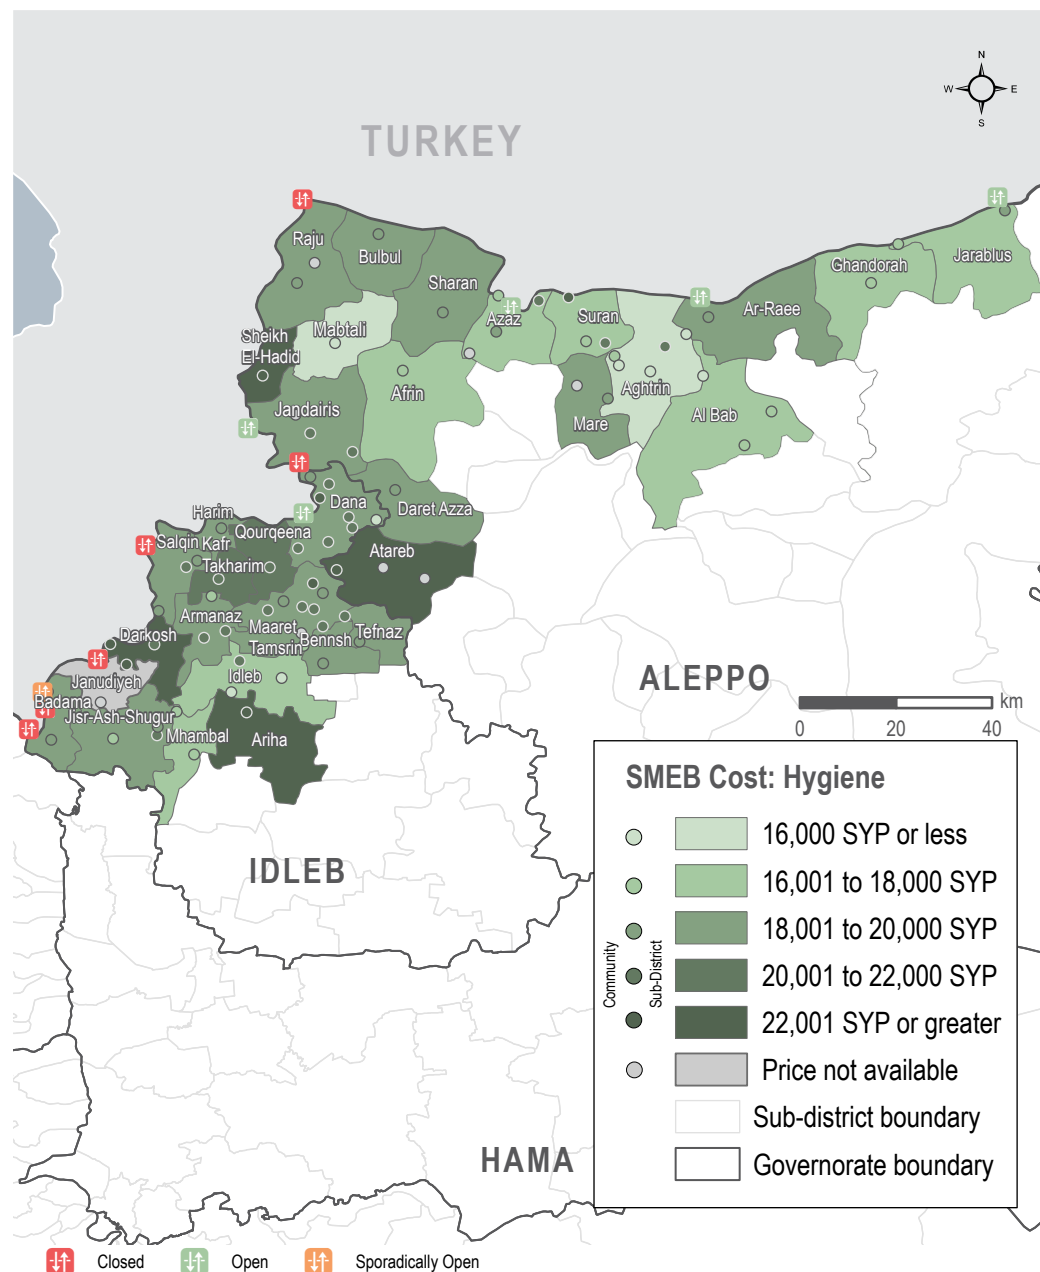 N
W E
S
TURKEY
Raju
Bulbul
Sharan
Mabtali
Sheikh
El-Hadid
Azaz
Suran
Ar-Raee
Ghandorah
Jarablus
Afrin
Aghtrin
Jandairis
Mare
Al Bab
Dana
Daret Azza
Harim
Qourqeena
Salqin
Kafr
Takharim
Atareb
Armanaz
Maaret
Tamsrin
Bennsh
Tefnaz
Darkosh
Janudiyeh
Idleb
Badama
Jisr-Ash-Shugur
Mhambal
Ariha
ALEPPO
km
0 20 40
IDLEB
HAMA
SMEB Cost: Hygiene
Community
Sub-District
16,000 SYP or less
16,001 to 18,000 SYP
18,001 to 20,000 SYP
20,001 to 22,000 SYP
22,001 SYP or greater
Price not available
Sub-district boundary
Governorate boundary
Closed Open Sporadically Open